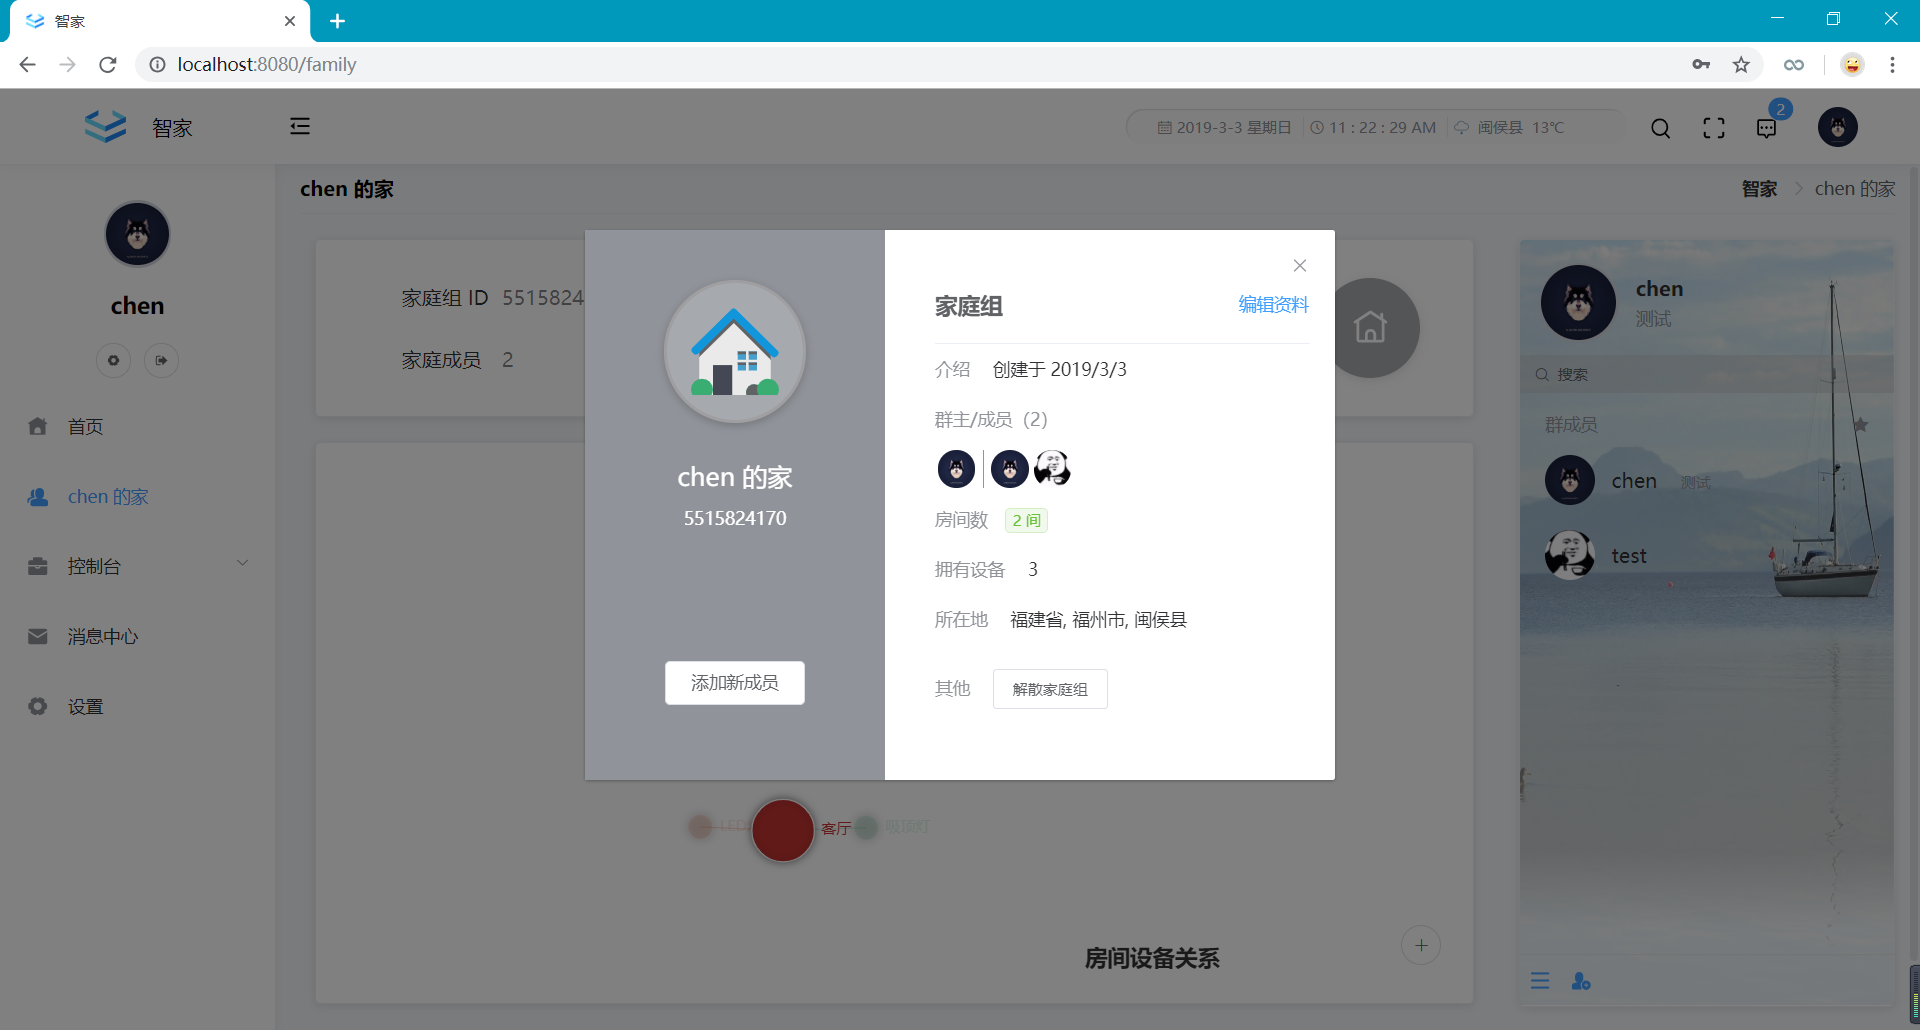 智家
localhost:8080/family
智家
2019-3-3 星期日
11 : 22 : 29 AM
闽侯县 13℃
2
chen
首页
chen 的家
控制台
消息中心
设置
chen 的家
智家
chen 的家
家庭组 ID 5515824
家庭成员 2
chen 的家
5515824170
添加新成员
家庭组
编辑资料
介绍 创建于 2019/3/3
群主/成员（2）
房间数 2 间
拥有设备 3
所在地 福建省, 福州市, 闽侯县
其他 解散家庭组
LED
客厅
吸顶灯
房间设备关系
chen
测试
搜索
群成员
chen 测试
test